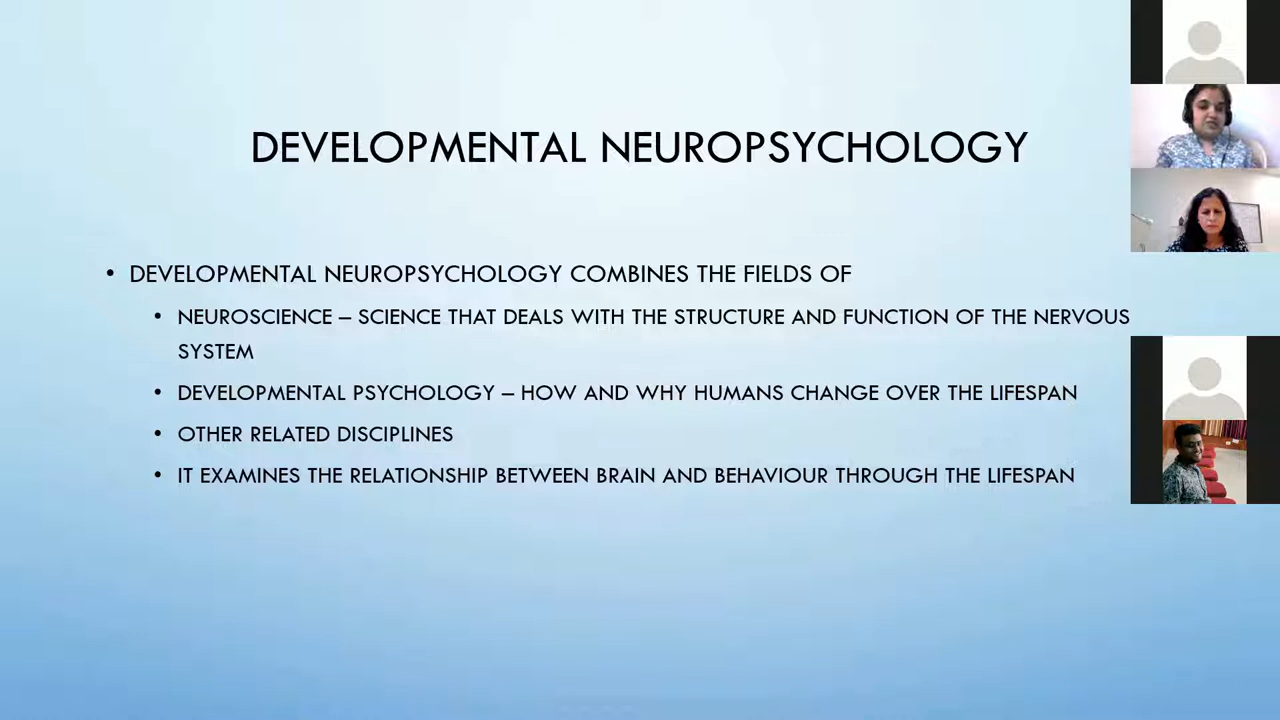 DEVELOPMENTAL NEUROPSYCHOLOGY
• DEVELOPMENTAL NEUROPSYCHOLOGY COMBINES THE FIELDS OF
• NEUROSCIENCE – SCIENCE THAT DEALS WITH THE STRUCTURE AND FUNCTION OF THE NERVOUS
SYSTEM
• DEVELOPMENTAL PSYCHOLOGY – HOW AND WHY HUMANS CHANGE OVER THE LIFESPAN
• OTHER RELATED DISCIPLINES
• IT EXAMINES THE RELATIONSHIP BETWEEN BRAIN AND BEHAVIOUR THROUGH THE LIFESPAN